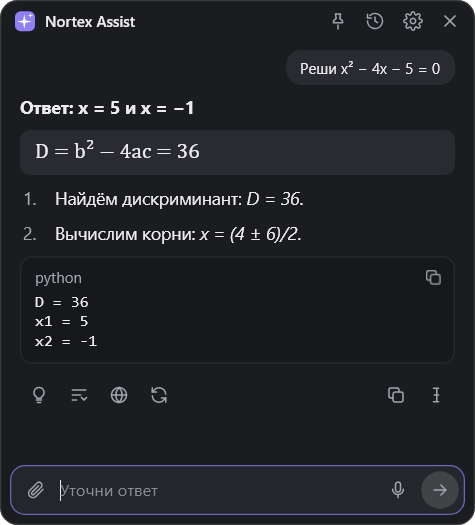 Nortex Assist
Реши x² − 4x − 5 = 0
Ответ: x = 5 и x = −1
D = b² − 4ac = 36
1. Найдём дискриминант: D = 36.
2. Вычислим корни: x = (4 ± 6)/2.
python
D = 36
x1 = 5
x2 = -1
Уточни ответ